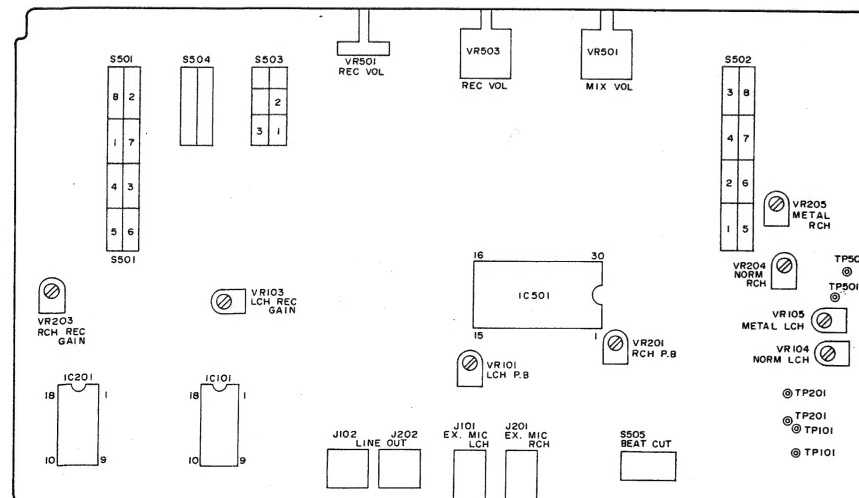 S501
S504
S503
VR501
REC VOL
VR503
REC VOL
VR501
MIX VOL
S502
8 2
1 7
4 3
5 6
S501
2
3 1
3 8
4 7
2 6
1 5
VR205
METAL
RCH
VR204
NORM
RCH
TP50
TP501
VR105
METAL LCH
VR104
NORM LCH
16 30
IC501
15 1
VR203
RCH REC
GAIN
VR103
LCH REC
GAIN
VR101
LCH P.B
VR201
RCH P.B
IC201
18 1
10 9
IC101
18 1
10 9
J102 J202
LINE OUT
J101
EX. MIC
LCH
J201
EX. MIC
RCH
S505
BEAT CUT
TP201
TP201
TP101
TP101